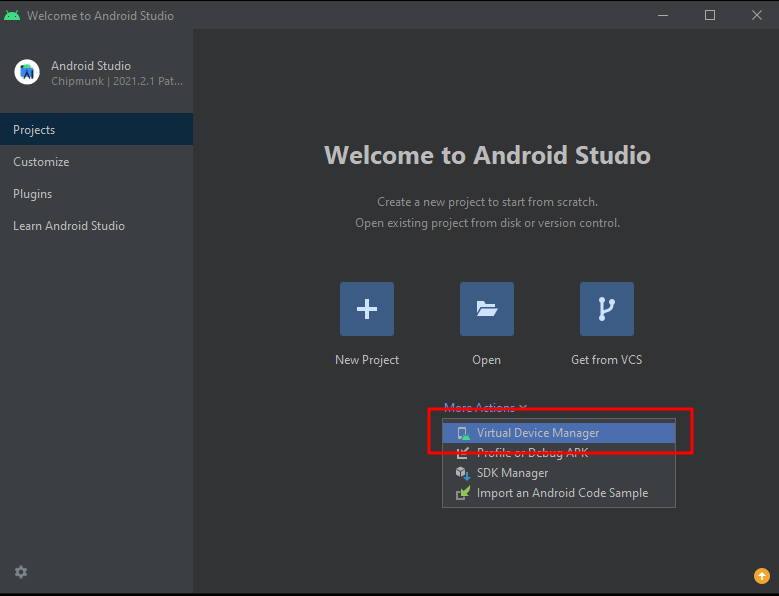 Welcome to Android Studio
Android Studio
Chipmunk | 2021.2.1 Pat...
Projects
Customize
Plugins
Learn Android Studio
Welcome to Android Studio
Create a new project to start from scratch.
Open existing project from disk or version control.
New Project
Open
Get from VCS
More Actions
Virtual Device Manager
Profile or Debug APK
SDK Manager
Import an Android Code Sample